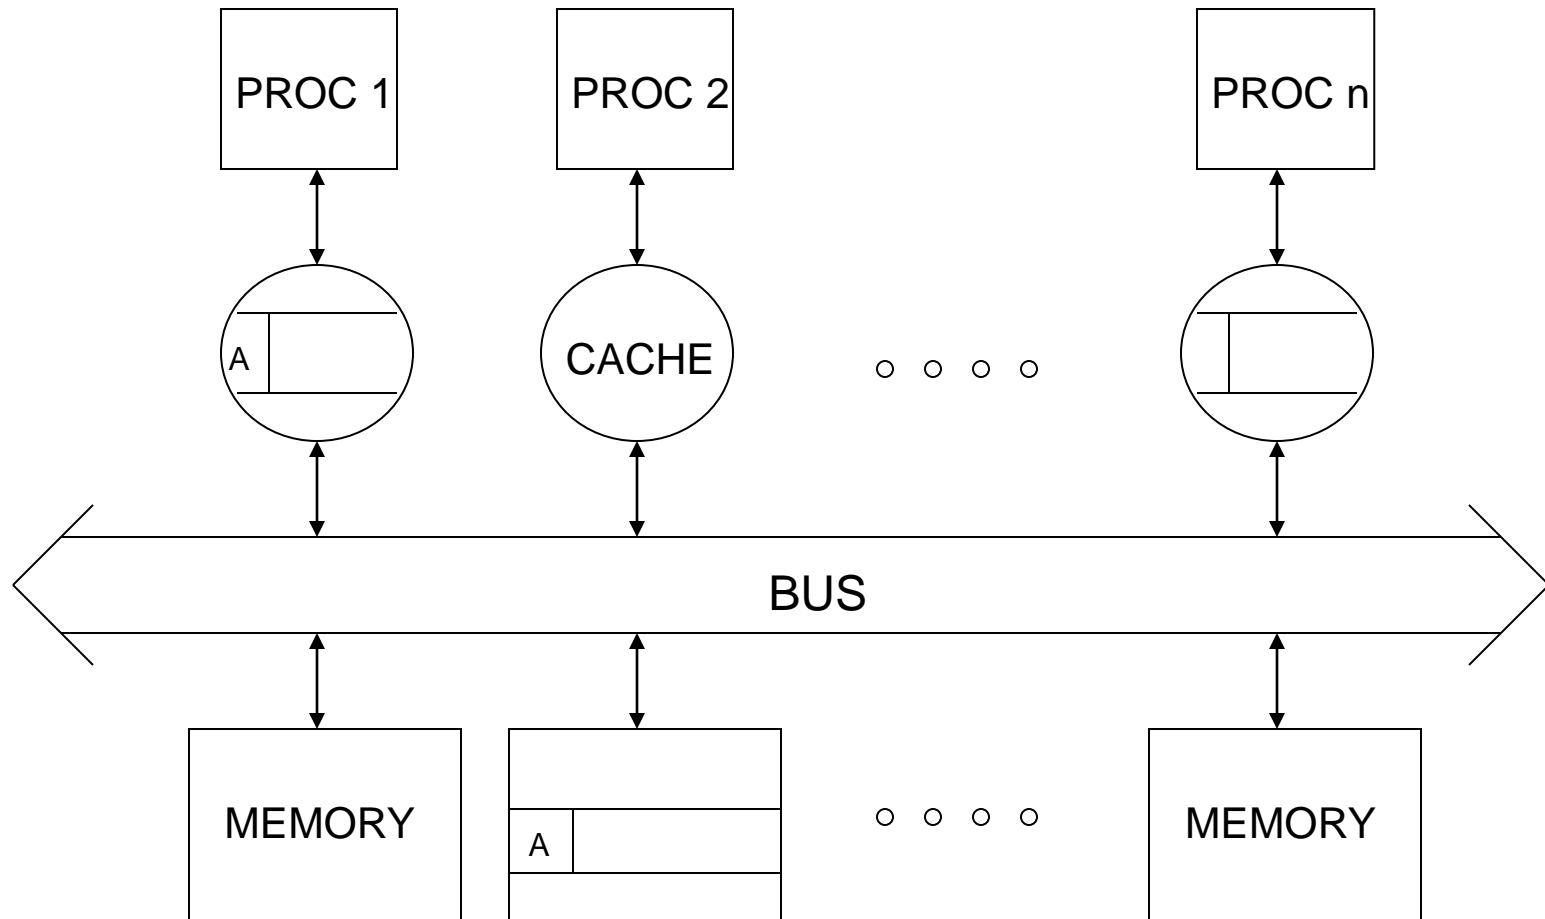 PROC 1
PROC 2
PROC n
A
CACHE
BUS
MEMORY
A
MEMORY